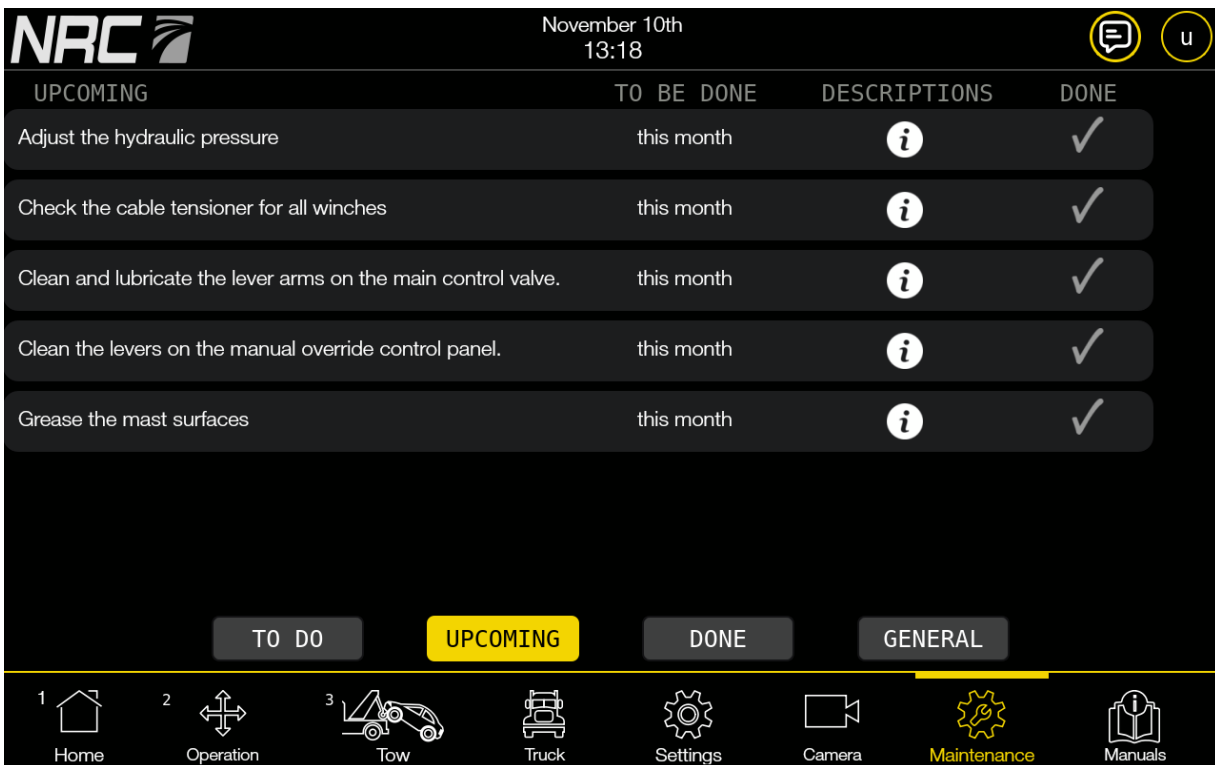 NRC
November 10th
13:18
u
UPCOMING TO BE DONE DESCRIPTIONS DONE
Adjust the hydraulic pressure this month i
Check the cable tensioner for all winches this month i
Clean and lubricate the lever arms on the main control valve. this month i
Clean the levers on the manual override control panel. this month i
Grease the mast surfaces this month i
TO DO UPCOMING DONE GENERAL
1 2 3
Home Operation Tow Truck Settings Camera Maintenance Manuals